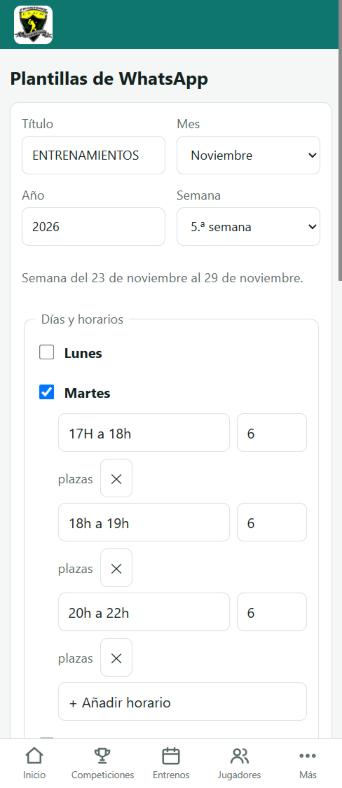 Plantillas de WhatsApp
Título Mes
ENTRENAMIENTOS Noviembre
Año Semana
2026 5.ª semana
Semana del 23 de noviembre al 29 de noviembre.
Días y horarios
Lunes
Martes
17H a 18h 6
plazas ×
18h a 19h 6
plazas ×
20h a 22h 6
plazas ×
+ Añadir horario
Inicio Competiciones Entrenos Jugadores Más